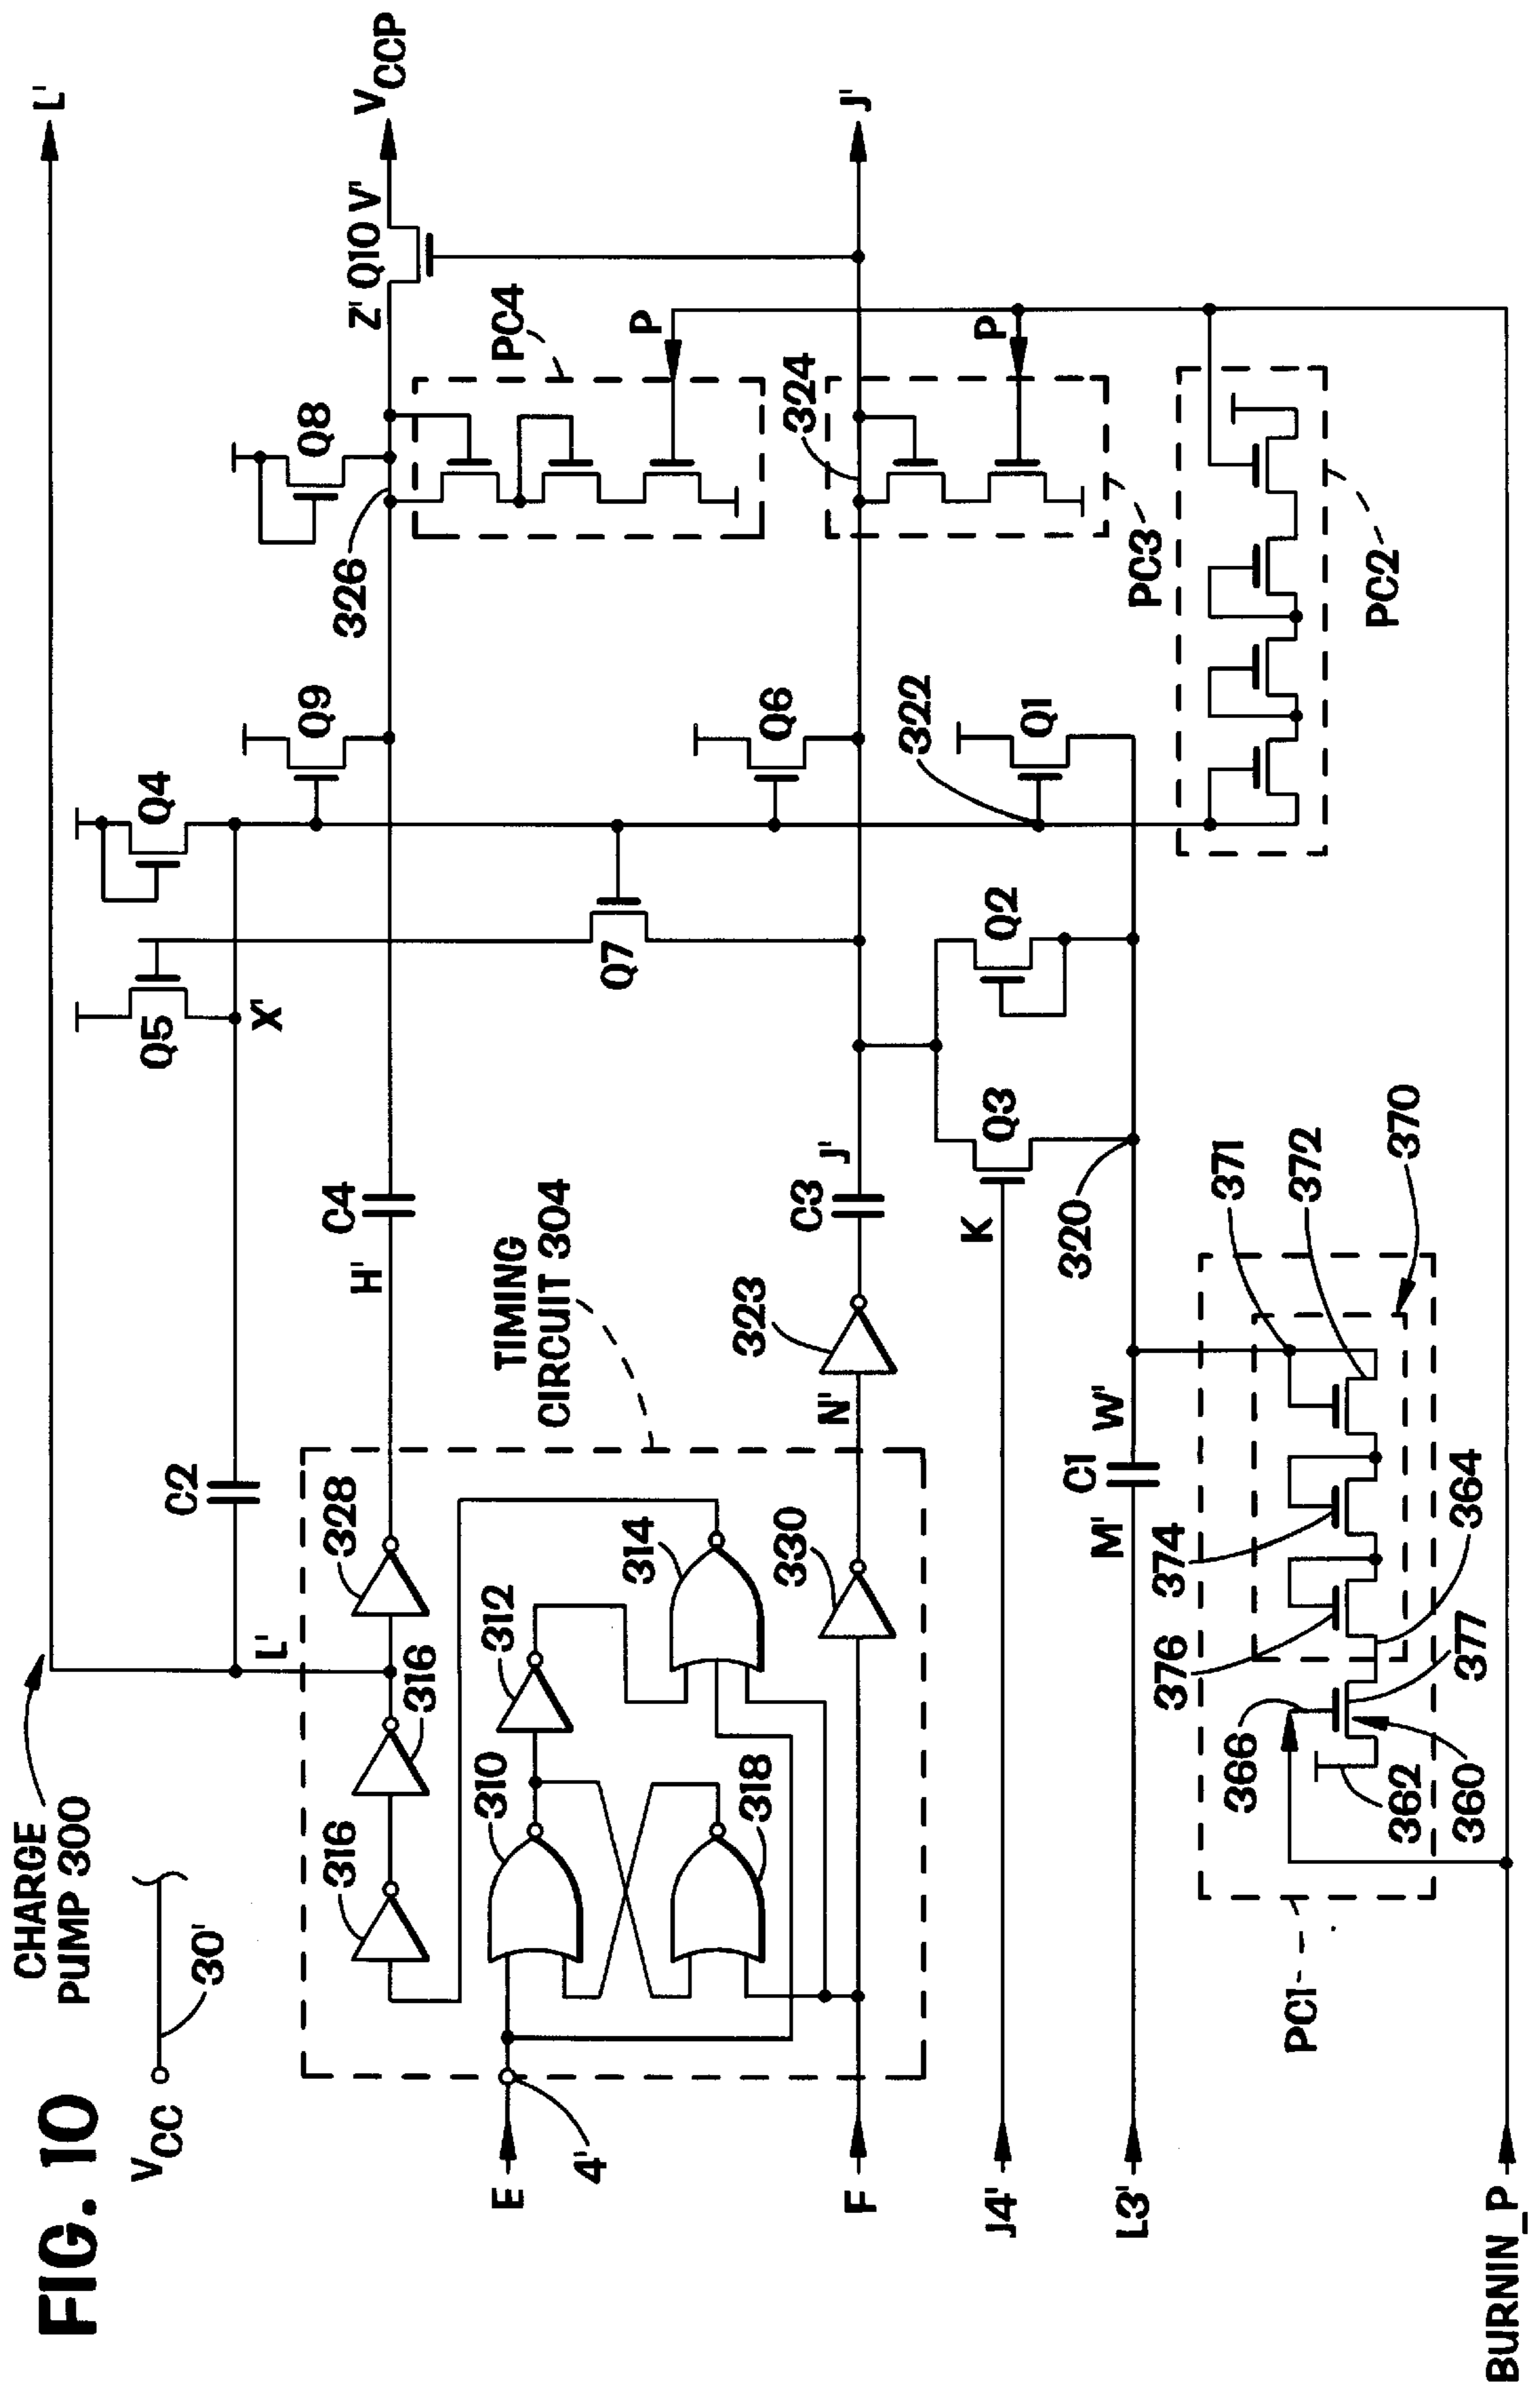 FIG. 10
CHARGE
PUMP 300
VCC
30'
L'
C2
L'
X'
Q5
Q4
Q9
Q8
326
Z'
Q10
V'
VCCP
328
316
316
H'
C4
PC4
P
E
4'
310
312
314
318
330
TIMING
CIRCUIT 304
Q7
Q6
F
N'
323
C3
J'
324
J'
P
PC3
J4'
K
Q3
Q2
322
Q1
L3'
M'
C1
W'
320
PC2
PC1
366
362
360
377
376
374
364
371
372
370
BURNIN_P